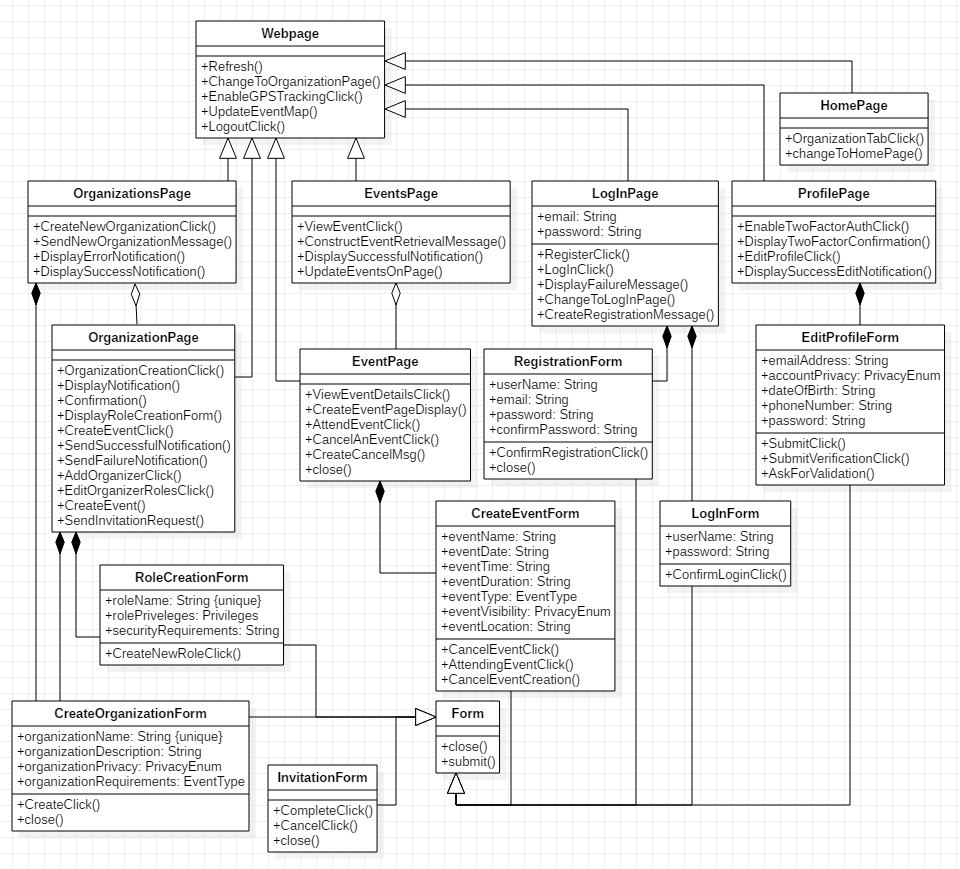 Webpage
+Refresh()
+ChangeToOrganizationPage()
+EnableGPSTrackingClick()
+UpdateEventMap()
+LogoutClick()
HomePage
+OrganizationTabClick()
+changeToHomePage()
OrganizationsPage
+CreateNewOrganizationClick()
+SendNewOrganizationMessage()
+DisplayErrorNotification()
+DisplaySuccessNotification()
EventsPage
+ViewEventClick()
+ConstructEventRetrievalMessage()
+DisplaySuccessfulNotification()
+UpdateEventsOnPage()
LogInPage
+email: String
+password: String
+RegisterClick()
+LogInClick()
+DisplayFailureMessage()
+ChangeToLogInPage()
+CreateRegistrationMessage()
ProfilePage
+EnableTwoFactorAuthClick()
+DisplayTwoFactorConfirmation()
+EditProfileClick()
+DisplaySuccessEditNotification()
OrganizationPage
+OrganizationCreationClick()
+DisplayNotification()
+Confirmation()
+DisplayRoleCreationForm()
+CreateEventClick()
+SendSuccessfulNotification()
+SendFailureNotification()
+AddOrganizerClick()
+EditOrganizerRolesClick()
+CreateEvent()
+SendInvitationRequest()
EventPage
+ViewEventDetailsClick()
+CreateEventPageDisplay()
+AttendEventClick()
+CancelAnEventClick()
+CreateCancelMsg()
+close()
RegistrationForm
+userName: String
+email: String
+password: String
+confirmPassword: String
+ConfirmRegistrationClick()
+close()
EditProfileForm
+emailAddress: String
+accountPrivacy: PrivacyEnum
+dateOfBirth: String
+phoneNumber: String
+password: String
+SubmitClick()
+SubmitVerificationClick()
+AskForValidation()
CreateEventForm
+eventName: String
+eventDate: String
+eventTime: String
+eventDuration: String
+eventType: EventType
+eventVisibility: PrivacyEnum
+eventLocation: String
+CancelEventClick()
+AttendingEventClick()
+CancelEventCreation()
LogInForm
+userName: String
+password: String
+ConfirmLoginClick()
RoleCreationForm
+roleName: String {unique}
+rolePriveleges: Privileges
+securityRequirements: String
+CreateNewRoleClick()
CreateOrganizationForm
+organizationName: String {unique}
+organizationDescription: String
+organizationPrivacy: PrivacyEnum
+organizationRequirements: EventType
+CreateClick()
+close()
Form
+close()
+submit()
InvitationForm
+CompleteClick()
+CancelClick()
+close()